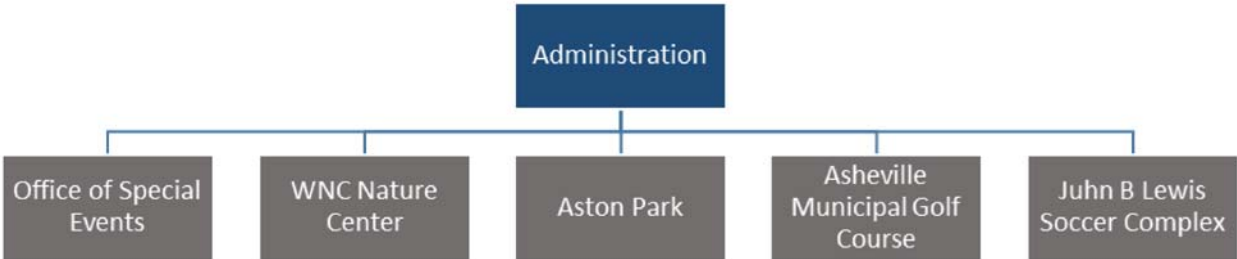 Administration
Office of Special
Events
WNC Nature
Center
Aston Park
Asheville
Municipal Golf
Course
Juhn B Lewis
Soccer Complex